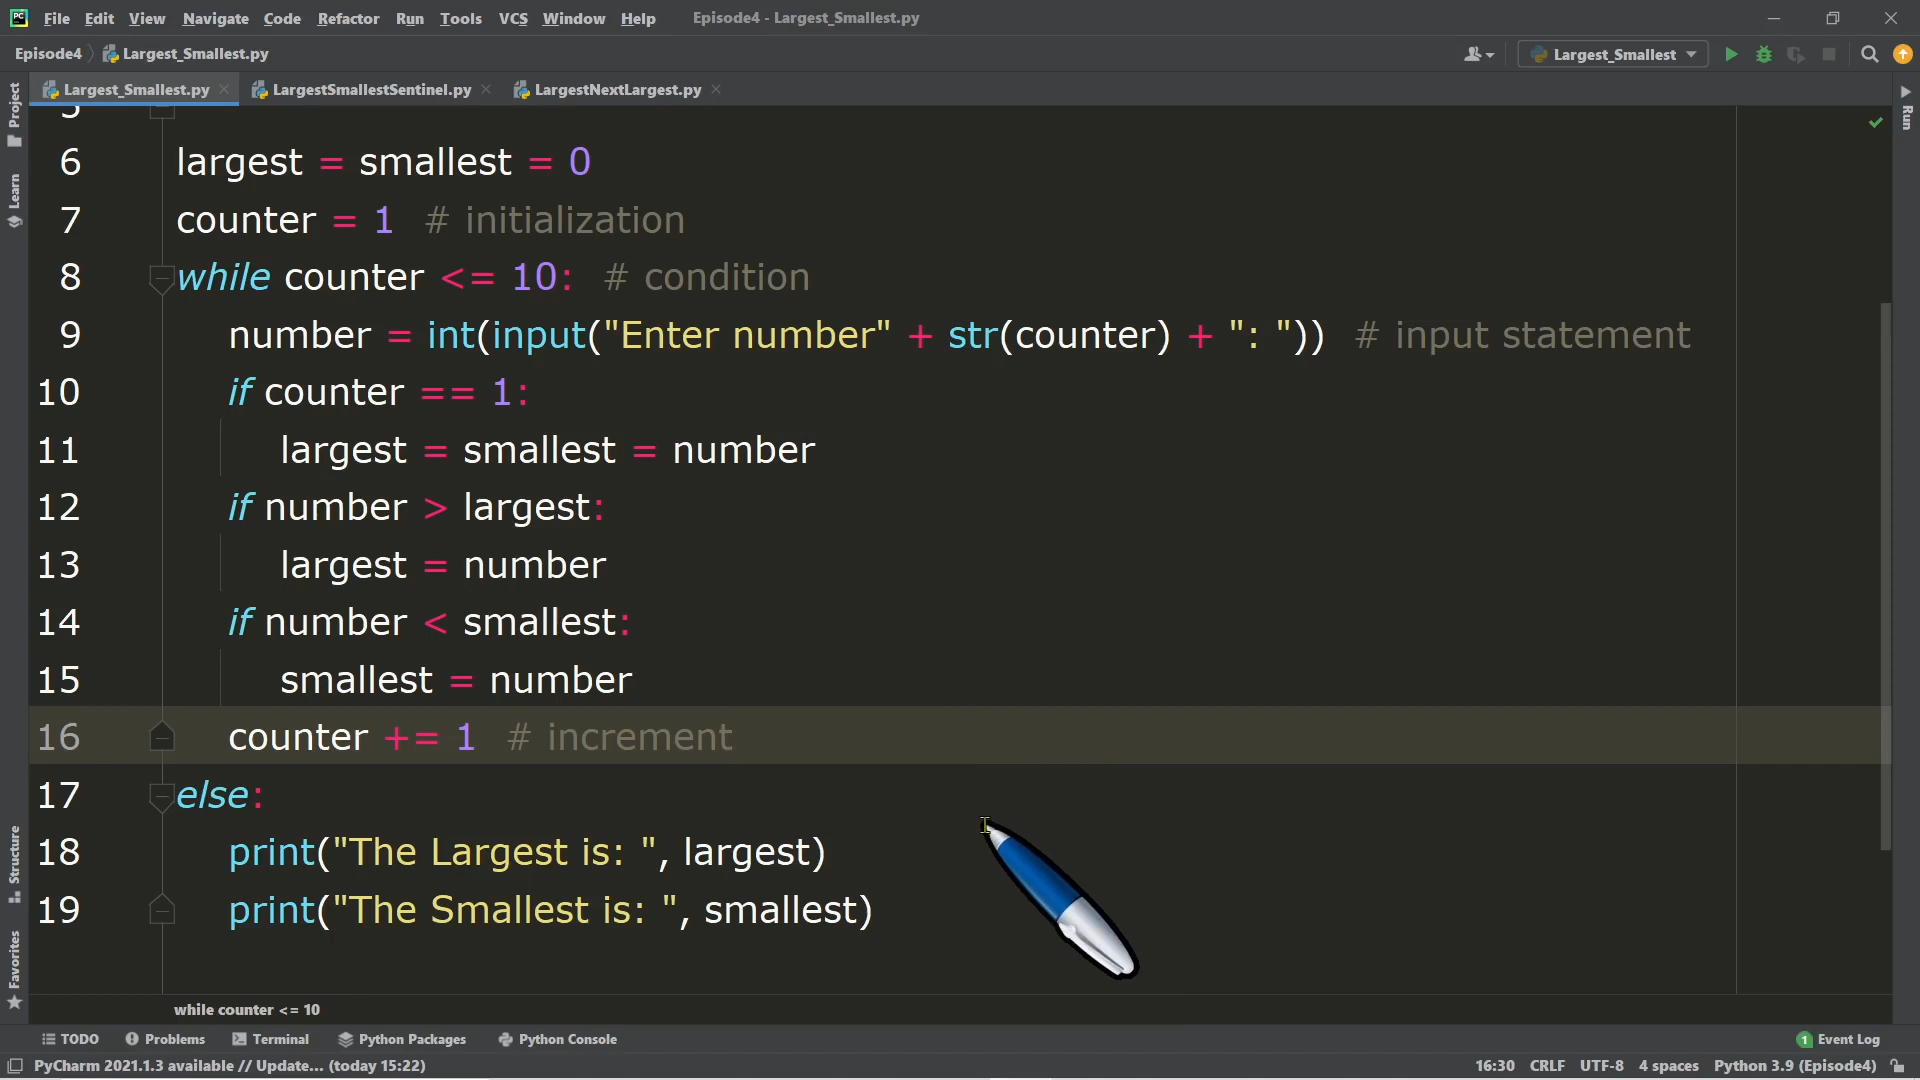 PC File Edit View Navigate Code Refactor Run Tools VCS Window Help Episode4 - Largest_Smallest.py
Episode4 Largest_Smallest.py Largest_Smallest
Largest_Smallest.py LargestSmallestSentinel.py LargestNextLargest.py
Project
Learn
Structure
Favorites
Run
5
6 largest = smallest = 0
7 counter = 1 # initialization
8 while counter <= 10: # condition
9 number = int(input("Enter number" + str(counter) + ": ")) # input statement
10 if counter == 1:
11 largest = smallest = number
12 if number > largest:
13 largest = number
14 if number < smallest:
15 smallest = number
16 counter += 1 # increment
17 else:
18 print("The Largest is: ", largest)
19 print("The Smallest is: ", smallest)
while counter <= 10
TODO Problems Terminal Python Packages Python Console 1 Event Log
PyCharm 2021.1.3 available // Update... (today 15:22) 16:30 CRLF UTF-8 4 spaces Python 3.9 (Episode4)